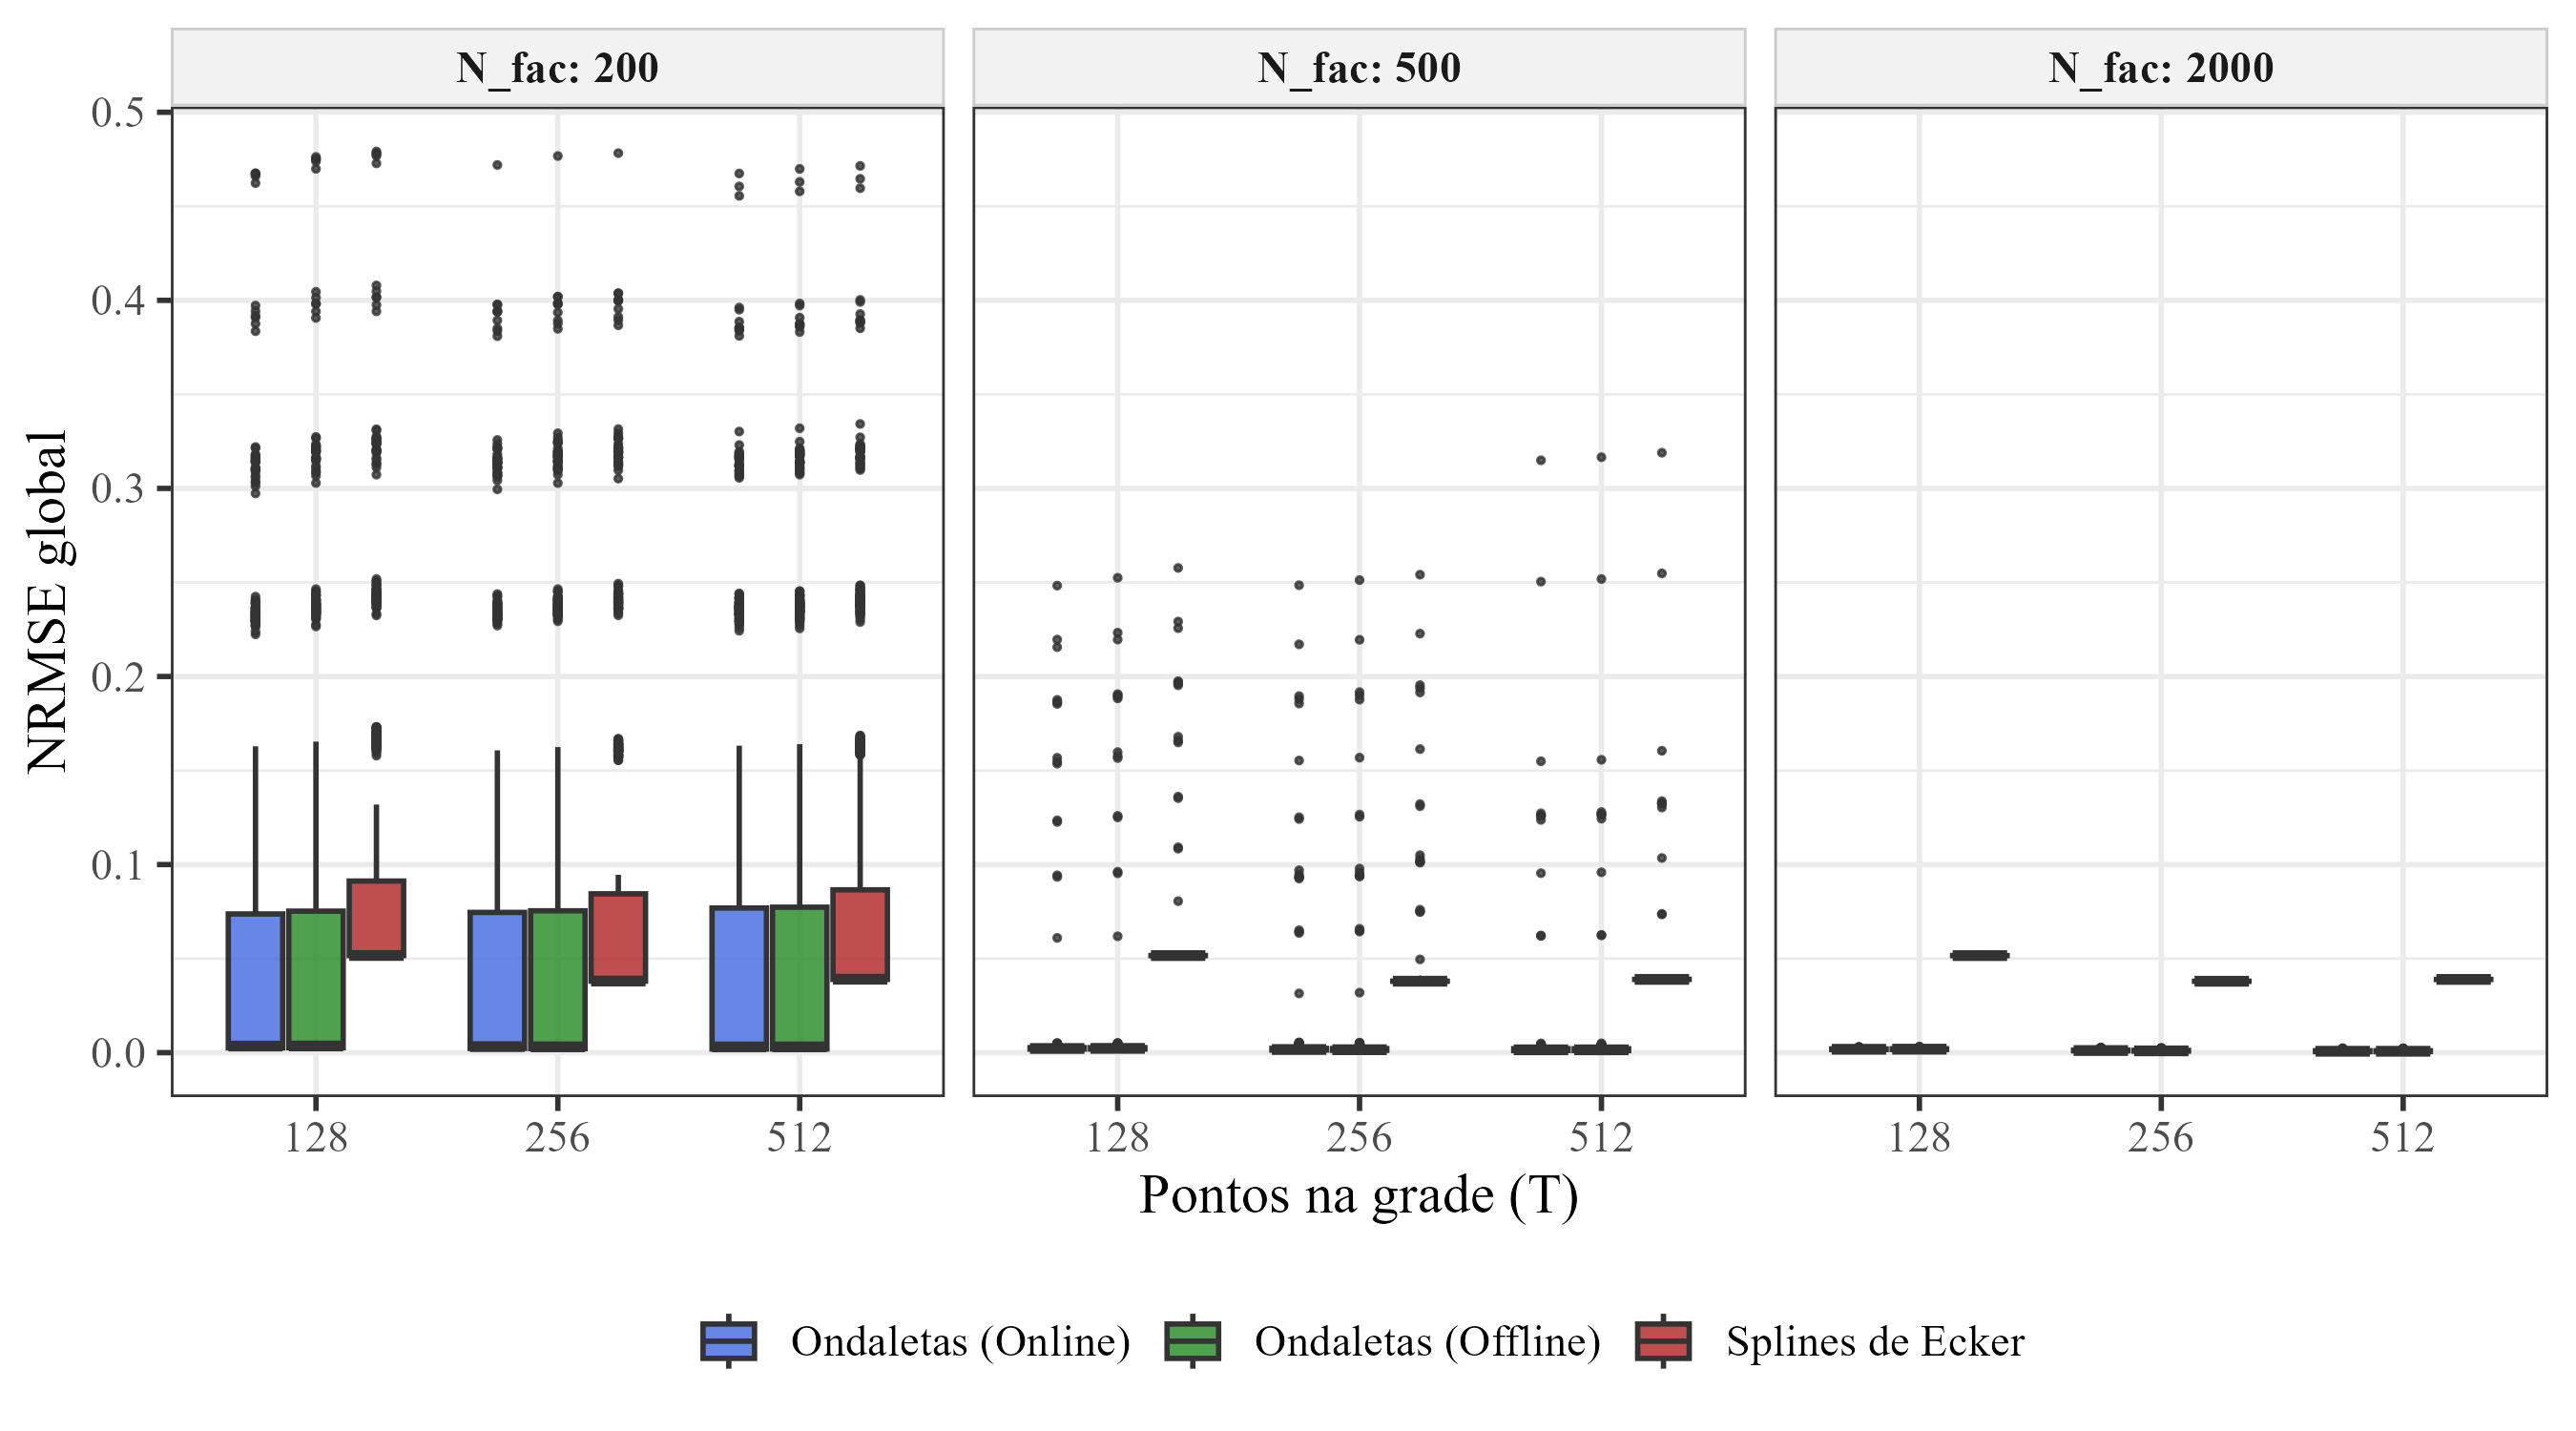 N_fac: 200 N_fac: 500 N_fac: 2000
NRMSE global
0.5
0.4
0.3
0.2
0.1
0.0
128 256 512 128 256 512 128 256 512
Pontos na grade (T)
Ondaletas (Online) Ondaletas (Offline) Splines de Ecker